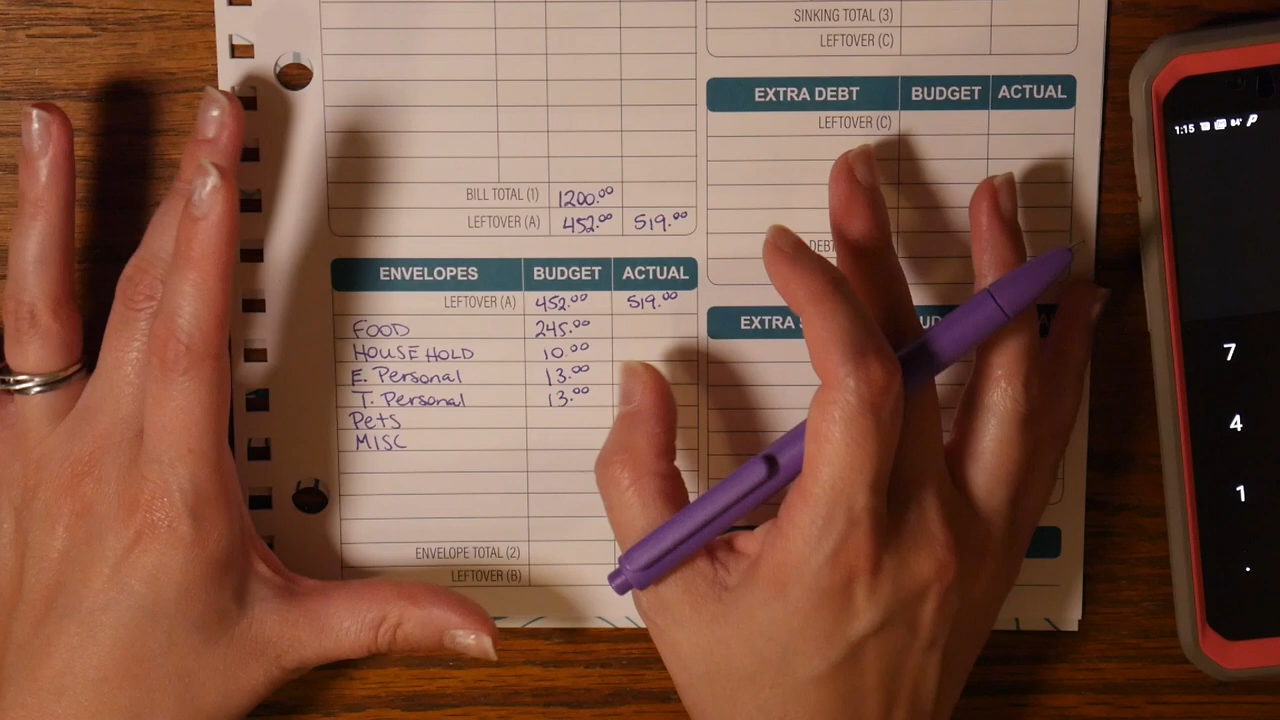 BILL TOTAL (1) 1200.00
LEFTOVER (A) 452.00 519.00
ENVELOPES BUDGET ACTUAL
LEFTOVER (A) 452.00 519.00
FOOD 245.00
HOUSEHOLD 10.00
E. Personal 13.00
T. Personal 13.00
Pets
MISC
ENVELOPE TOTAL (2)
LEFTOVER (B)
SINKING TOTAL (3)
LEFTOVER (C)
EXTRA DEBT BUDGET ACTUAL
LEFTOVER (C)
DEBT
EXTRA
1:15 84°
7
4
1
.